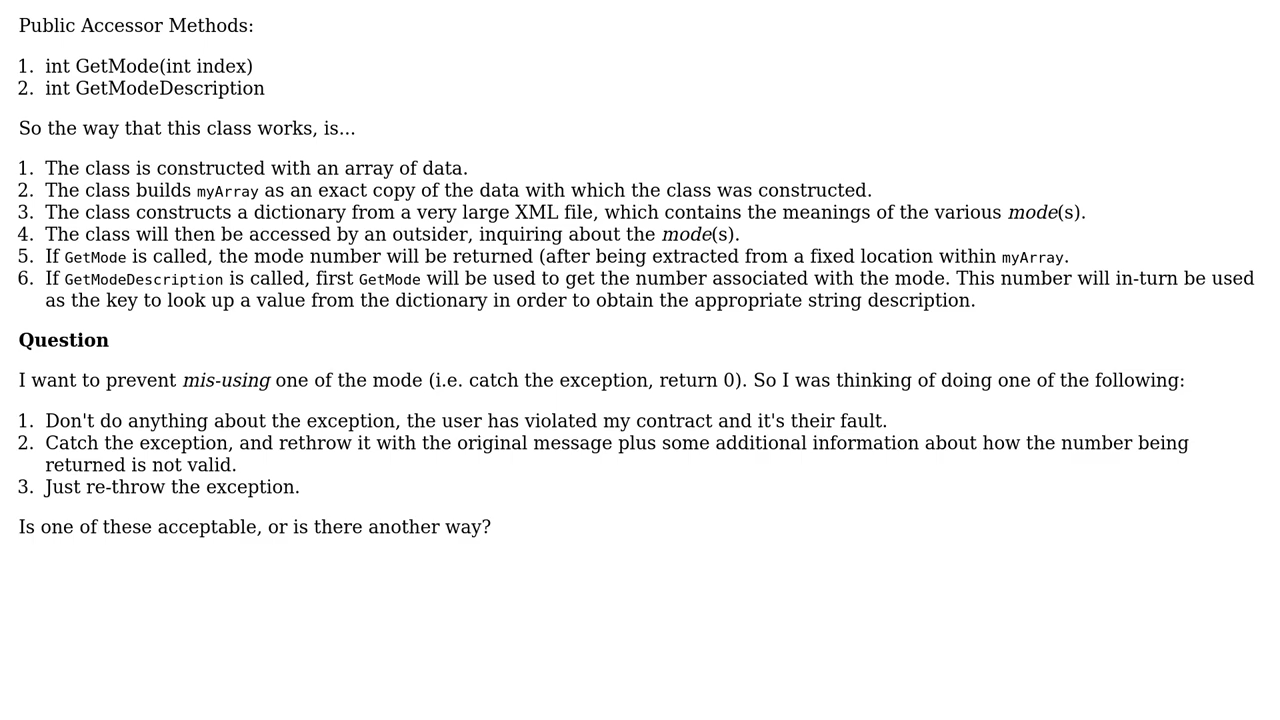 Public Accessor Methods:
1. int GetMode(int index)
2. int GetModeDescription
So the way that this class works, is...
1. The class is constructed with an array of data.
2. The class builds myArray as an exact copy of the data with which the class was constructed.
3. The class constructs a dictionary from a very large XML file, which contains the meanings of the various mode(s).
4. The class will then be accessed by an outsider, inquiring about the mode(s).
5. If GetMode is called, the mode number will be returned (after being extracted from a fixed location within myArray.
6. If GetModeDescription is called, first GetMode will be used to get the number associated with the mode. This number will in-turn be used
as the key to look up a value from the dictionary in order to obtain the appropriate string description.
Question
I want to prevent mis-using one of the mode (i.e. catch the exception, return 0). So I was thinking of doing one of the following:
1. Don't do anything about the exception, the user has violated my contract and it's their fault.
2. Catch the exception, and rethrow it with the original message plus some additional information about how the number being
returned is not valid.
3. Just re-throw the exception.
Is one of these acceptable, or is there another way?